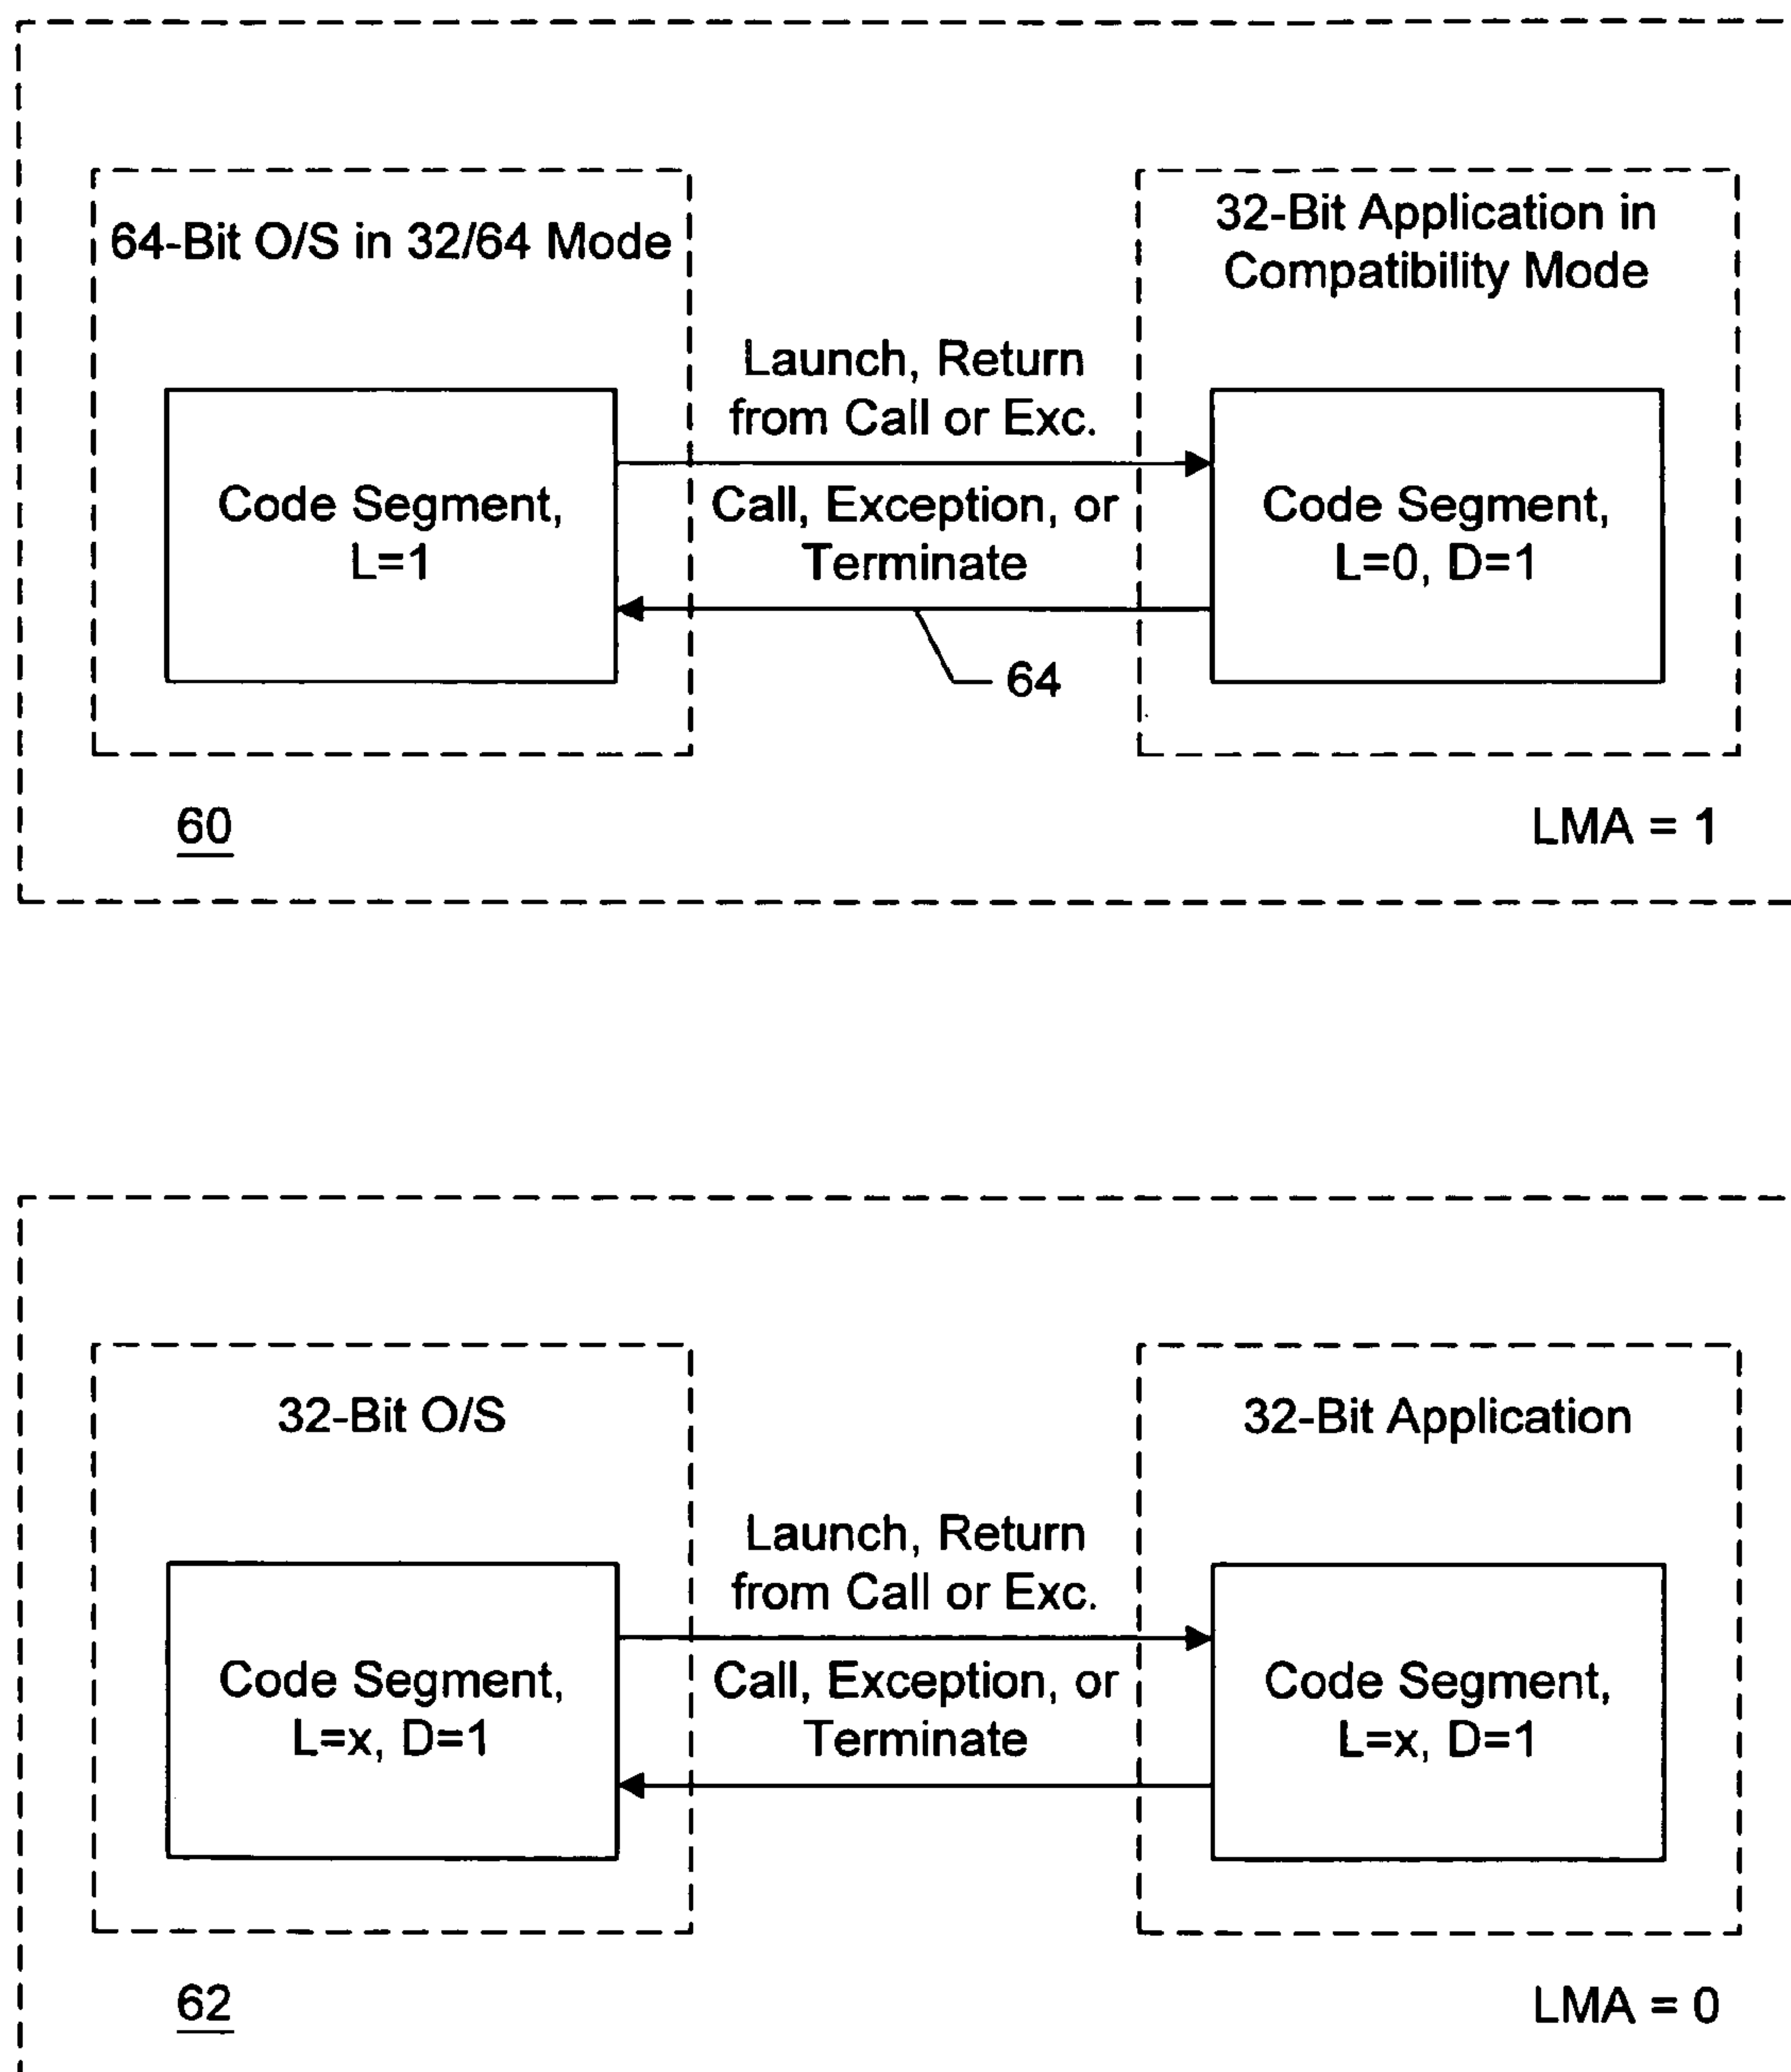 64-Bit O/S in 32/64 Mode
32-Bit Application in
Compatibility Mode
Launch, Return
from Call or Exc.
Code Segment,
L=1
Call, Exception, or
Terminate
Code Segment,
L=0, D=1
64
60
LMA = 1
32-Bit O/S
32-Bit Application
Launch, Return
from Call or Exc.
Code Segment,
L=x, D=1
Call, Exception, or
Terminate
Code Segment,
L=x, D=1
62
LMA = 0